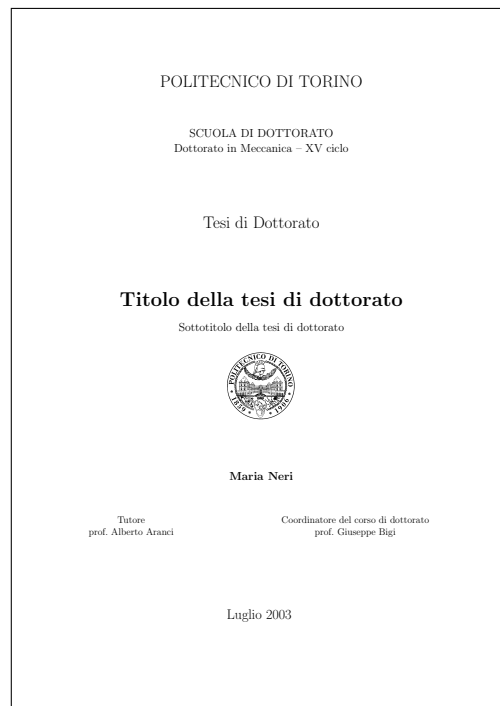 POLITECNICO DI TORINO
SCUOLA DI DOTTORATO
Dottorato in Meccanica – XV ciclo
Tesi di Dottorato
Titolo della tesi di dottorato
Sottotitolo della tesi di dottorato
POLITECNICO DI TORINO
1859 1906
Maria Neri
Tutore
prof. Alberto Aranci
Coordinatore del corso di dottorato
prof. Giuseppe Bigi
Luglio 2003